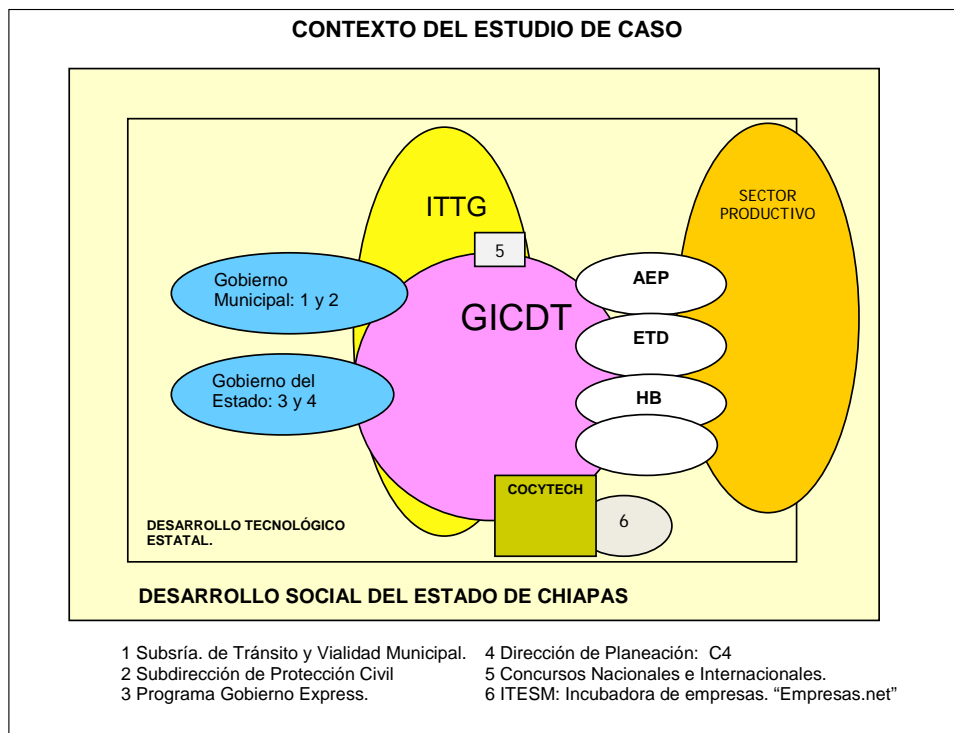 CONTEXTO DEL ESTUDIO DE CASO
ITTG
SECTOR
PRODUCTIVO
5
Gobierno
Municipal: 1 y 2
AEP
GICDT
ETD
Gobierno del
Estado: 3 y 4
HB
COCYTECH
6
DESARROLLO TECNOLÓGICO
ESTATAL.
DESARROLLO SOCIAL DEL ESTADO DE CHIAPAS
1 Subsría. de Tránsito y Vialidad Municipal.
2 Subdirección de Protección Civil
3 Programa Gobierno Express.
4 Dirección de Planeación: C4
5 Concursos Nacionales e Internacionales.
6 ITESM: Incubadora de empresas. “Empresas.net”